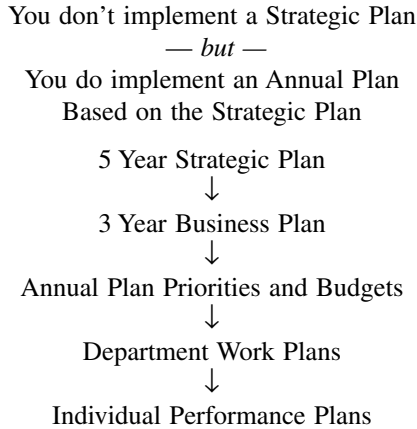 You don’t implement a Strategic Plan
— but —
You do implement an Annual Plan
Based on the Strategic Plan
5 Year Strategic Plan
↓
3 Year Business Plan
↓
Annual Plan Priorities and Budgets
↓
Department Work Plans
↓
Individual Performance Plans